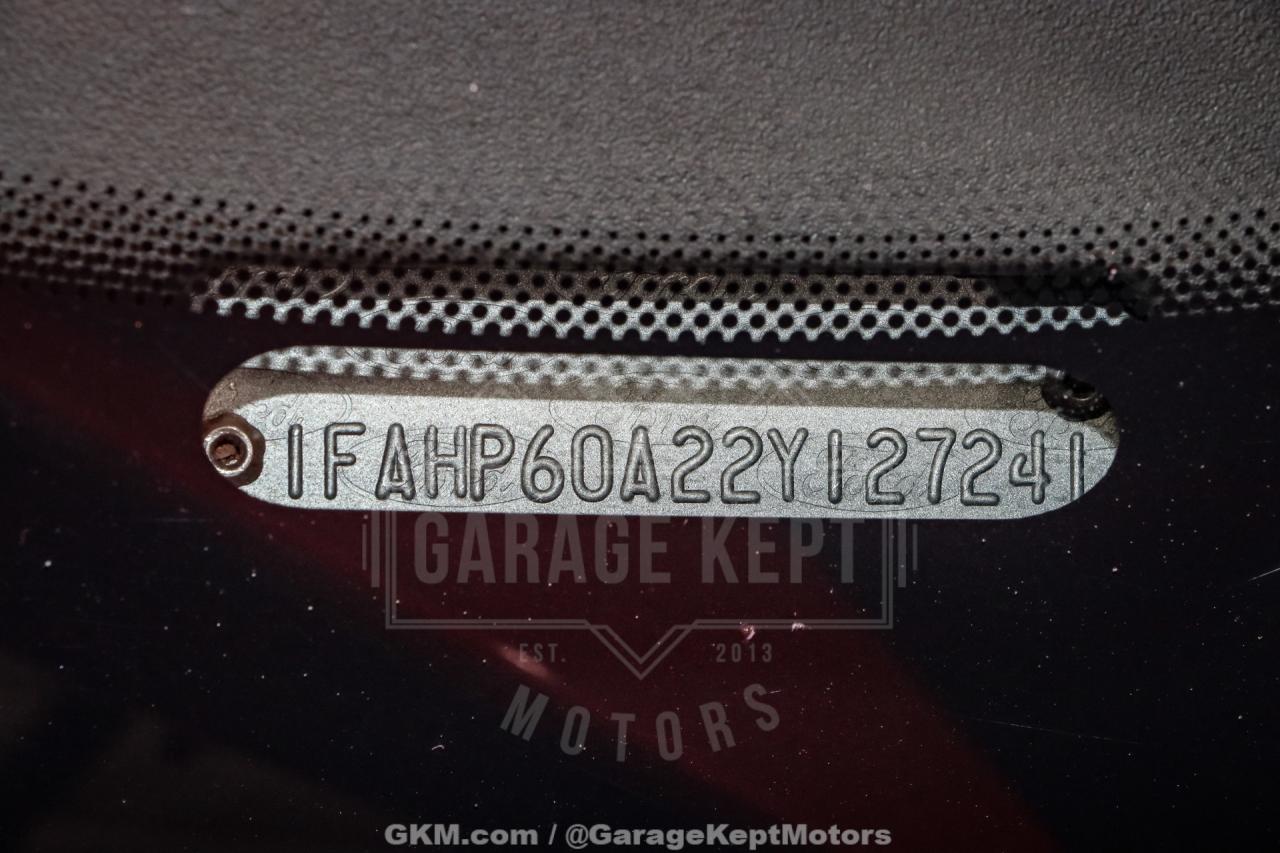 1FAHP60A22Y127241
GARAGE KEPT
EST. 2013
MOTORS
GKM.com / @GarageKeptMotors